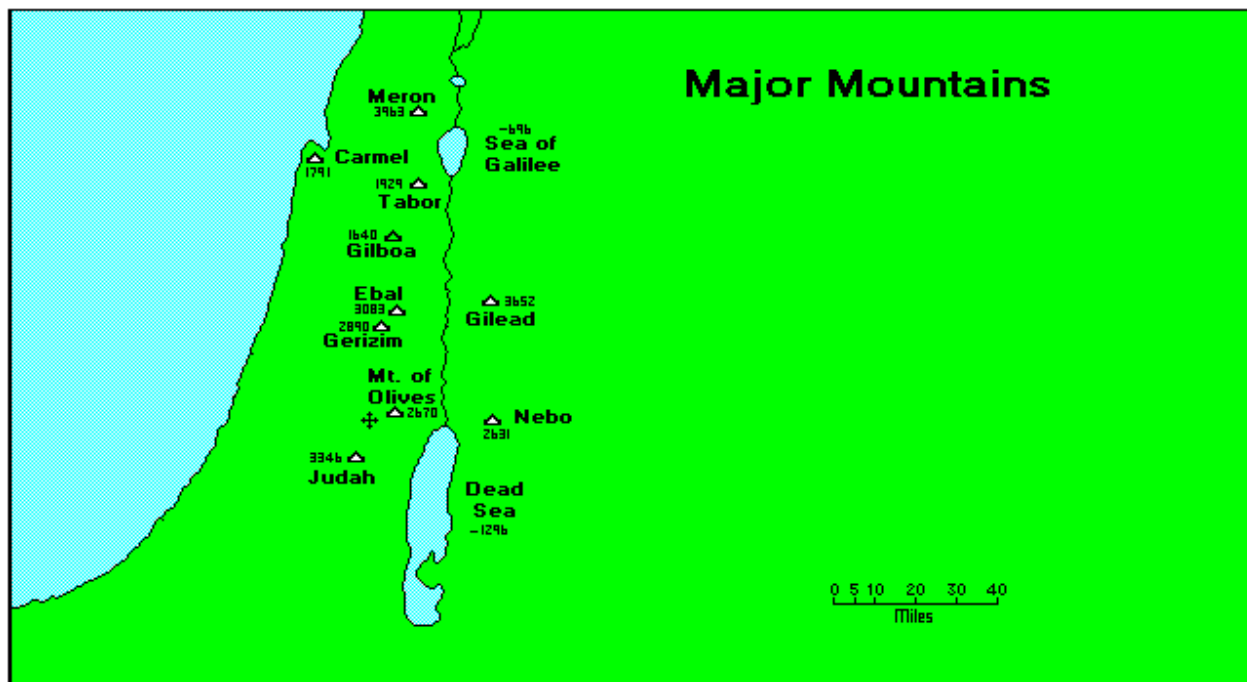 Major Mountains
Meron
3963
-696
Sea of
Galilee
Carmel
1791
1929
Tabor
1640
Gilboa
Ebal
3083
3652
Gilead
2890
Gerizim
Mt. of
Olives
2670
Nebo
2631
3346
Judah
Dead
Sea
-1296
0 5 10 20 30 40
Miles